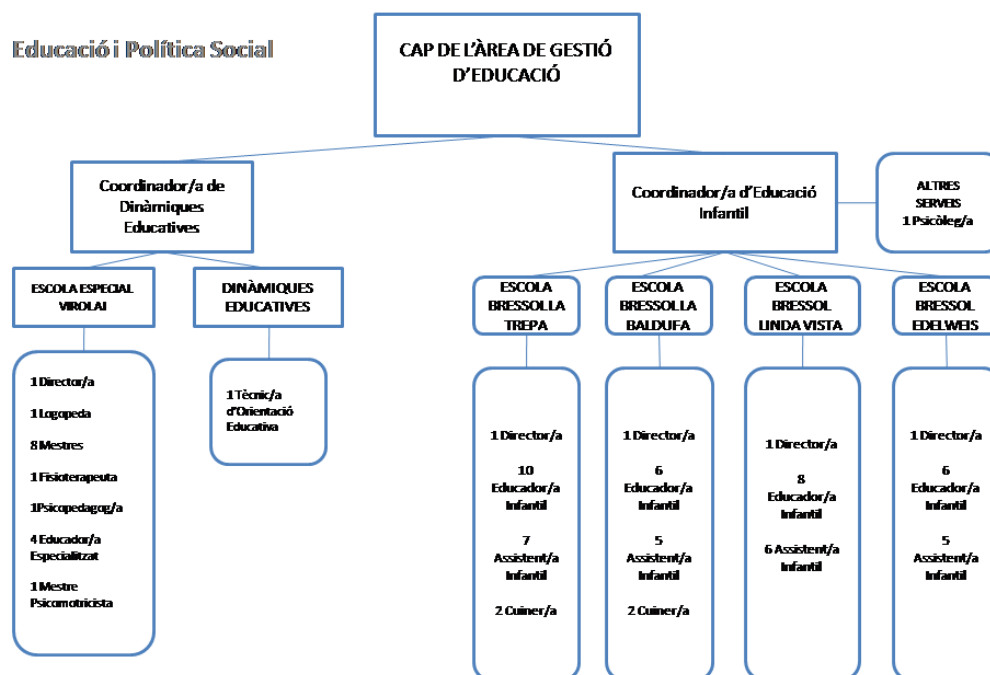 Educació i Política Social
CAP DE L'ÀREA DE GESTIÓ
D'EDUCACIÓ
Coordinador/a de
Dinàmiques
Educatives
Coordinador/a d'Educació
Infantil
ALTRES
SERVEIS
1 Psicòleg/a
ESCOLA ESPECIAL
VIROLAI
DINÀMIQUES
EDUCATIVES
ESCOLA
BRESSOLLA
TREPA
ESCOLA
BRESSOLLA
BALDUFA
ESCOLA
BRESSOL
LINDA VISTA
ESCOLA
BRESSOL
EDELWEIS
1 Director/a
1 Logopeda
8 Mestres
1 Fisioterapeuta
1Psicopedagog/a
4 Educador/a
Especialitzat
1 Mestre
Psicomotricista
1 Tècnic/a
d'Orientació
Educativa
1 Director/a
10
Educador/a
Infantil
7
Assistent/a
Infantil
2 Cuiner/a
1 Director/a
6
Educador/a
Infantil
5
Assistent/a
Infantil
2 Cuiner/a
1 Director/a
8
Educador/a
Infantil
6 Assistent/a
Infantil
1 Director/a
6
Educador/a
Infantil
5
Assistent/a
Infantil